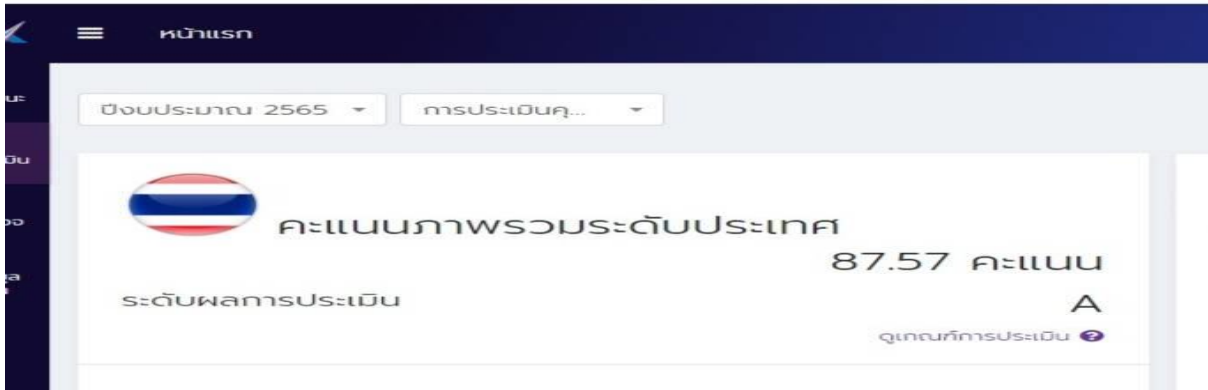 หน้าแรก
ปีงบประมาณ 2565
การประเมินคุ...
คะแนนภาพรวมระดับประเทศ
87.57 คะแนน
ระดับผลการประเมิน
A
ดูเกณฑ์การประเมิน